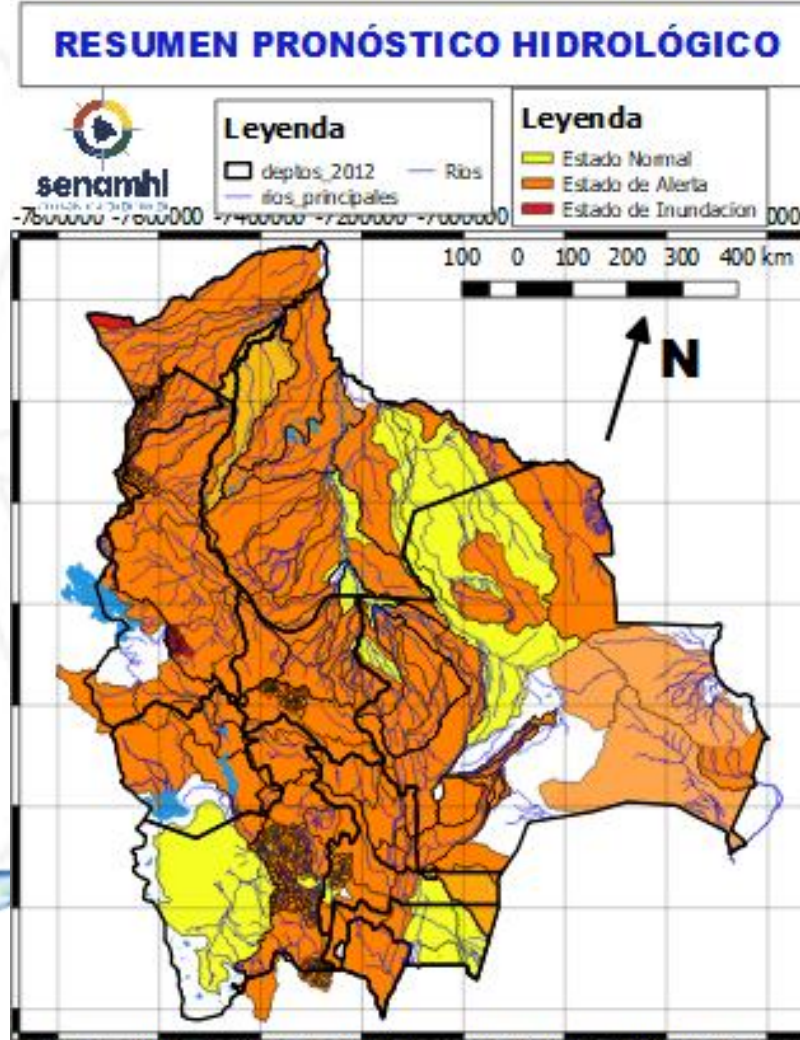 RESUMEN PRONÓSTICO HIDROLÓGICO
senamhi
Leyenda
deptos_2012
Rios
rios_principales
Leyenda
Estado Normal
Estado de Alerta
Estado de Inundacion
-7600000 -7400000 -7200000 -7000000
100 0 100 200 300 400 km
N